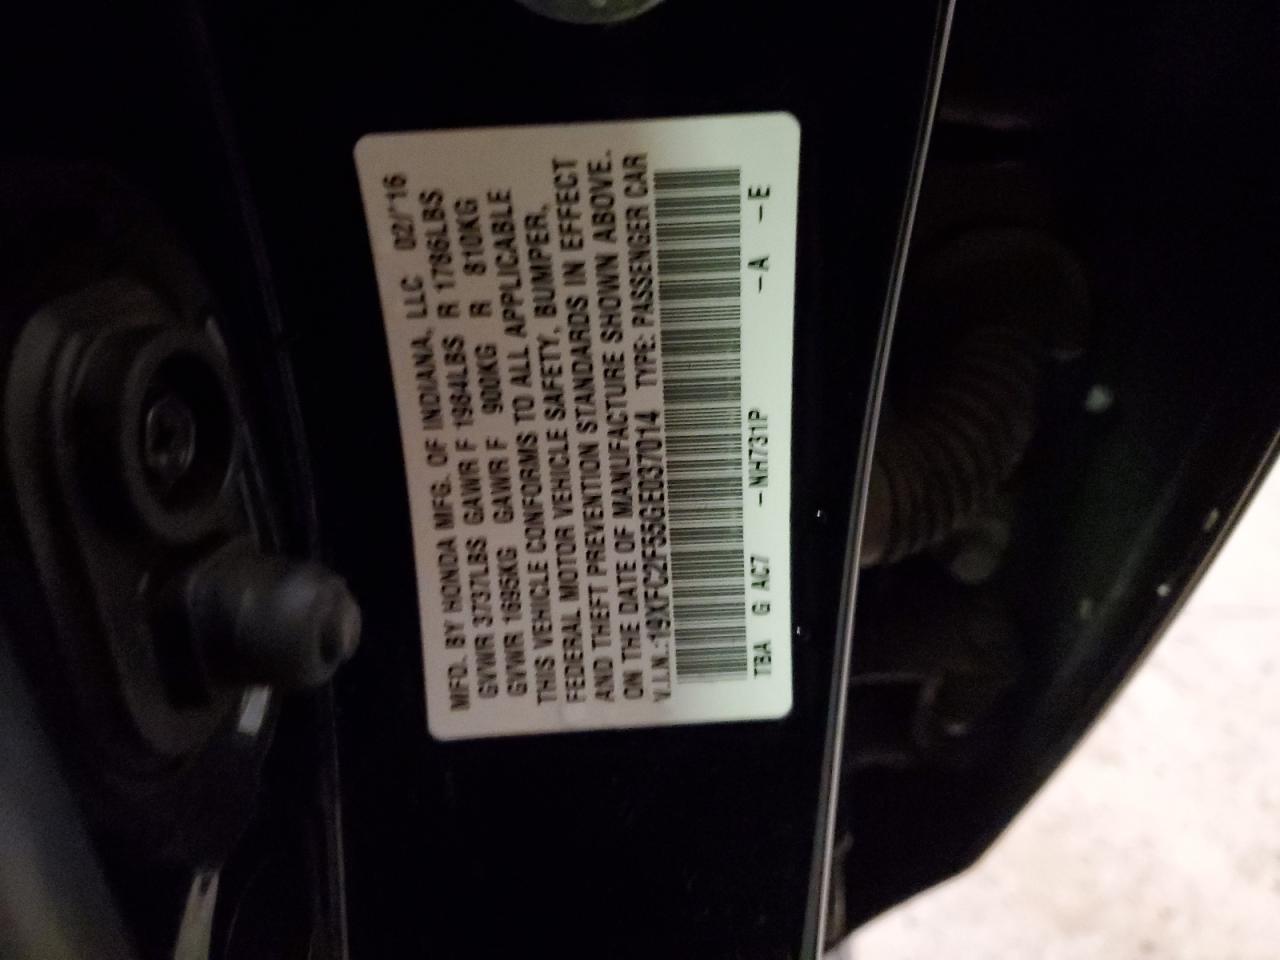 MFD. BY HONDA MFG. OF INDIANA, LLC 02/'16
GVWR 3737LBS GAWR F 1984LBS R 1786LBS
GVWR 1695KG GAWR F 900KG R 810KG
THIS VEHICLE CONFORMS TO ALL APPLICABLE
FEDERAL MOTOR VEHICLE SAFETY, BUMPER,
AND THEFT PREVENTION STANDARDS IN EFFECT
ON THE DATE OF MANUFACTURE SHOWN ABOVE.
V.I.N.:19XFC2F55GE037014 TYPE: PASSENGER CAR
TBA G AC7 -NH731P -A -E